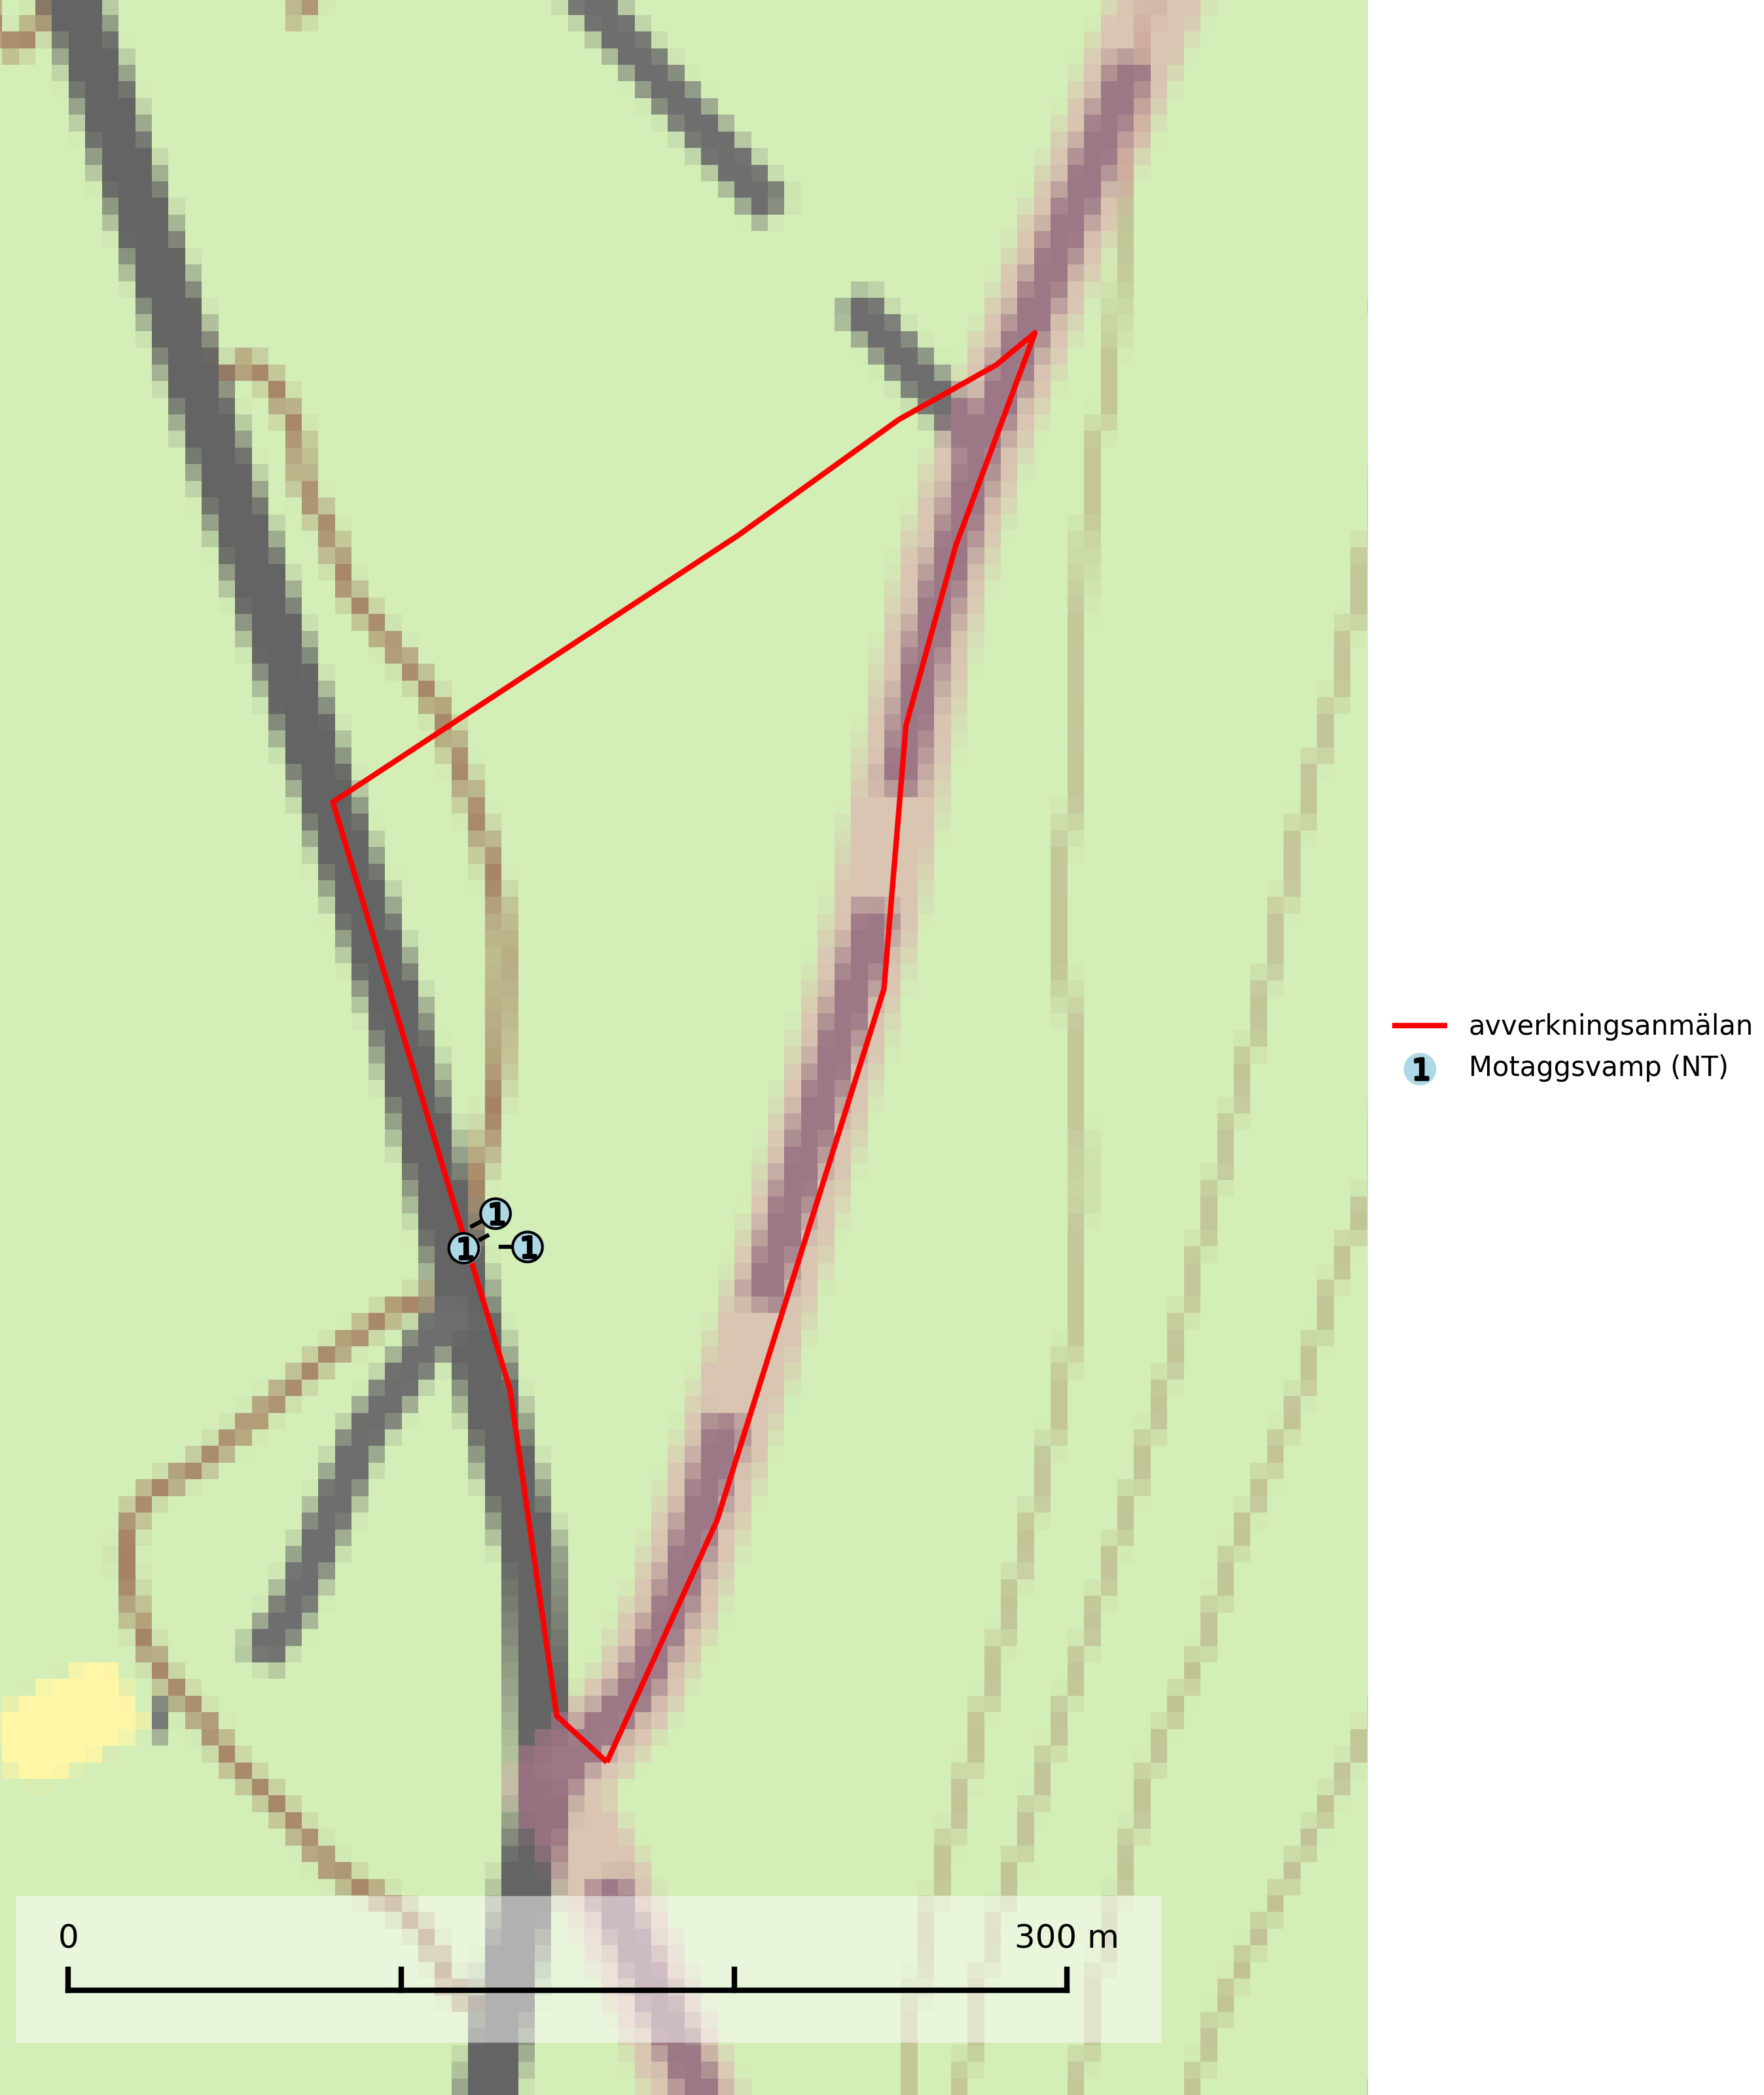 avverkningsanmälan
1 Motaggsvamp (NT)
1
1 1
0 300 m